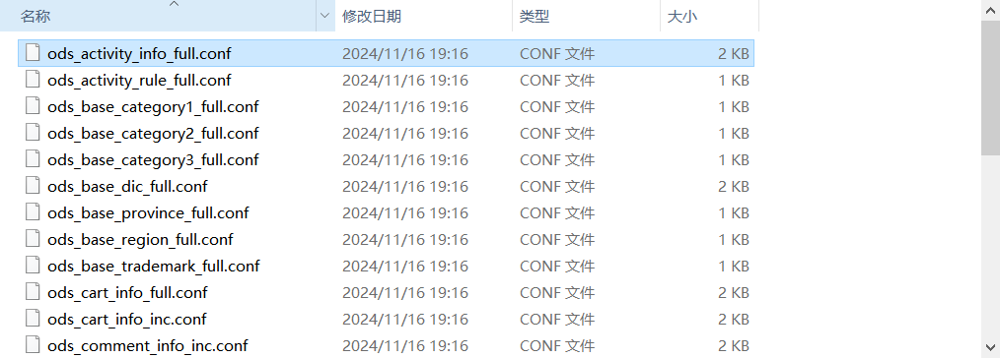 名称 修改日期 类型 大小
ods_activity_info_full.conf 2024/11/16 19:16 CONF 文件 2 KB
ods_activity_rule_full.conf 2024/11/16 19:16 CONF 文件 1 KB
ods_base_category1_full.conf 2024/11/16 19:16 CONF 文件 1 KB
ods_base_category2_full.conf 2024/11/16 19:16 CONF 文件 1 KB
ods_base_category3_full.conf 2024/11/16 19:16 CONF 文件 1 KB
ods_base_dic_full.conf 2024/11/16 19:16 CONF 文件 2 KB
ods_base_province_full.conf 2024/11/16 19:16 CONF 文件 1 KB
ods_base_region_full.conf 2024/11/16 19:16 CONF 文件 1 KB
ods_base_trademark_full.conf 2024/11/16 19:16 CONF 文件 1 KB
ods_cart_info_full.conf 2024/11/16 19:16 CONF 文件 2 KB
ods_cart_info_inc.conf 2024/11/16 19:16 CONF 文件 2 KB
ods_comment_info_inc.conf 2024/11/16 19:16 CONF 文件 2 KB